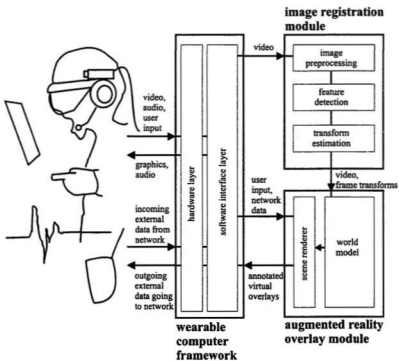 image registration
module
video
image
preprocessing
feature
detection
transform
estimation
video,
audio,
user
input
graphics,
audio
hardware layer
software interface layer
user
input,
network
data
video,
frame transforms
incoming
external
data from
network
scene renderer
world
model
outgoing
external
data going
to network
annotated
virtual
overlays
wearable
computer
framework
augmented reality
overlay module